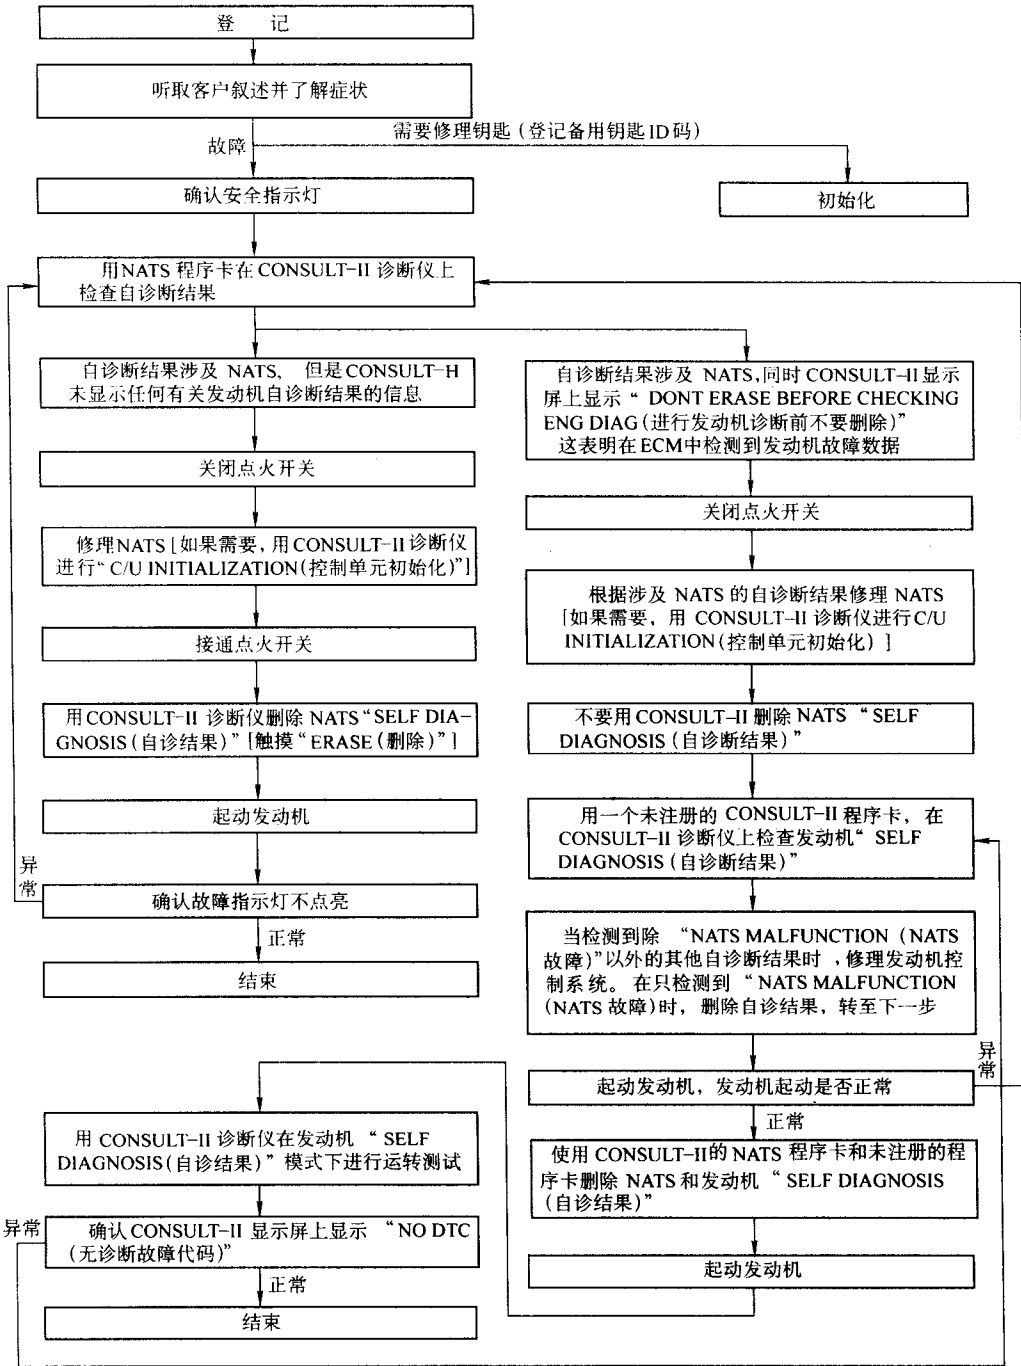 登 记
听取客户叙述并了解症状
需要修理钥匙（登记备用钥匙ID码）
故障
确认安全指示灯
初始化
用NATS 程序卡在CONSULT-II 诊断仪上
检查自诊断结果
自诊断结果涉及 NATS、 但是CONSULT-H
未显示任何有关发动机自诊断结果的信息
关闭点火开关
修理NATS［如果需要，用CONSULT-II诊断仪
进行“C/U INITIALIZATION（控制单元初始化）”］
接通点火开关
用CONSULT-II 诊断仪删除 NATS“SELF DIA-
GNOSIS（自诊结果）”［触摸“ERASE（删除）”］
起动发动机
异
常
确认故障指示灯不点亮
正常
结束
自诊断结果涉及 NATS，同时CONSULT-II显示
屏上显示“ DONT ERASE BEFORE CHECKING
ENG DIAG（进行发动机诊断前不要删除）”
这表明在ECM中检测到发动机故障数据
关闭点火开关
根据涉及 NATS 的自诊断结果修理 NATS
［如果需要，用 CONSULT-II 诊断仪进行C/U
INITIALIZATION（控制单元初始化）］
不要用CONSULT-II 删除 NATS “SELF
DIAGNOSIS（自诊断结果）”
用一个未注册的 CONSULT-II 程序卡，在
CONSULT-II 诊断仪上检查发动机“ SELF
DIAGNOSIS（自诊断结果）”
当检测到除 “NATS MALFUNCTION（NATS
故障）”以外的其他自诊断结果时，修理发动机控
制系统。在只检测到 “NATS MALFUNCTION
（NATS 故障）时，删除自诊结果，转至下一步
异
常
起动发动机，发动机起动是否正常
正常
使用 CONSULT-II的NATS 程序卡和未注册的程
序卡删除 NATS 和发动机“ SELF DIAGNOSIS
（自诊结果）”
起动发动机
用 CONSULT-II 诊断仪在发动机 “SELF
DIAGNOSIS（自诊结果）”模式下进行运转测试
异常
确认CONSULT-II 显示屏上显示 “NO DTC
（无诊断故障代码）”
正常
结束